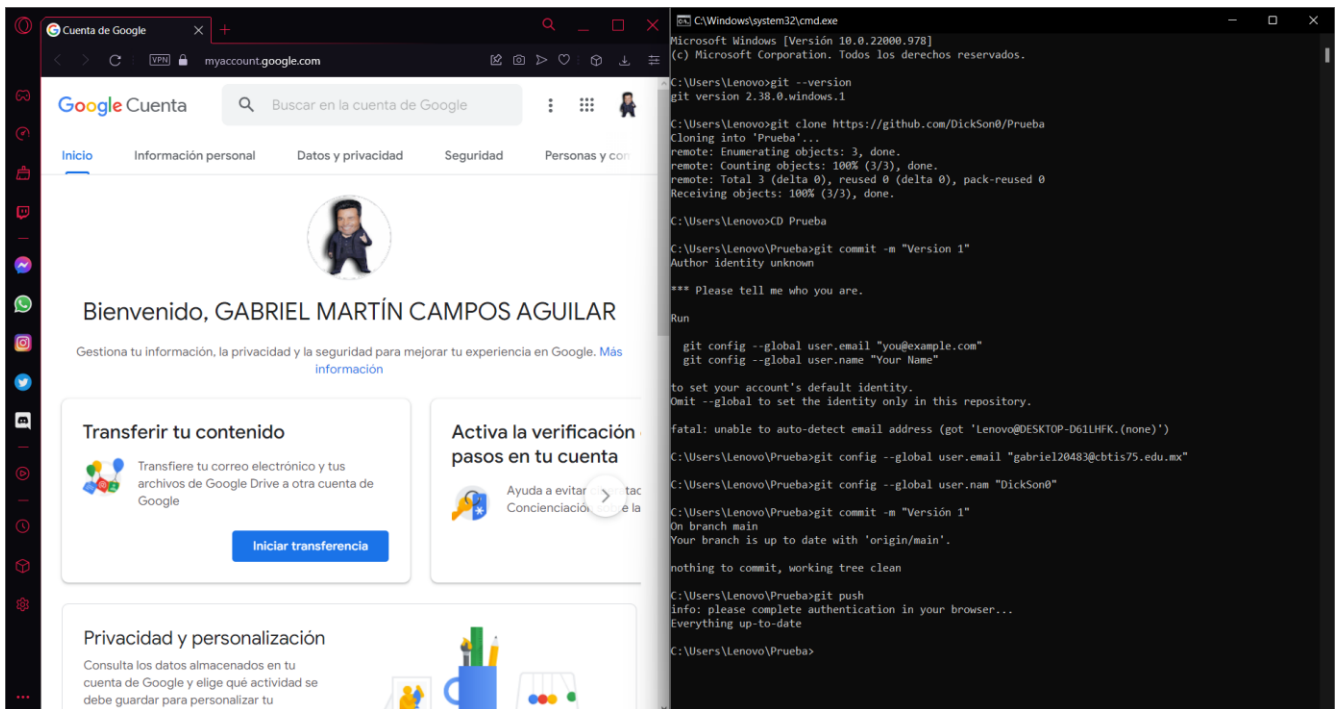 Cuenta de Google
VPN
myaccount.google.com
Google Cuenta
Buscar en la cuenta de Google
Inicio
Información personal
Datos y privacidad
Seguridad
Personas y con
Bienvenido, GABRIEL MARTÍN CAMPOS AGUILAR
Gestiona tu información, la privacidad y la seguridad para mejorar tu experiencia en Google. Más
información
Transferir tu contenido
Transfiere tu correo electrónico y tus
archivos de Google Drive a otra cuenta de
Google
Iniciar transferencia
Activa la verificación
pasos en tu cuenta
Ayuda a evitar
Concienciación la
Privacidad y personalización
Consulta los datos almacenados en tu
cuenta de Google y elige qué actividad se
debe guardar para personalizar tu
C:\Windows\system32\cmd.exe
Microsoft Windows [Versión 10.0.22000.978]
(c) Microsoft Corporation. Todos los derechos reservados.
C:\Users\Lenovo>git --version
git version 2.38.0.windows.1
C:\Users\Lenovo>git clone https://github.com/DickSon0/Prueba
Cloning into 'Prueba'...
remote: Enumerating objects: 3, done.
remote: Counting objects: 100% (3/3), done.
remote: Total 3 (delta 0), reused 0 (delta 0), pack-reused 0
Receiving objects: 100% (3/3), done.
C:\Users\Lenovo>CD Prueba
C:\Users\Lenovo\Prueba>git commit -m "Version 1"
Author identity unknown
*** Please tell me who you are.
Run
git config --global user.email "you@example.com"
git config --global user.name "Your Name"
to set your account's default identity.
Omit --global to set the identity only in this repository.
fatal: unable to auto-detect email address (got 'Lenovo@DESKTOP-D61LHFK.(none)')
C:\Users\Lenovo\Prueba>git config --global user.email "gabriel20483@cbtis75.edu.mx"
C:\Users\Lenovo\Prueba>git config --global user.nam "DickSon0"
C:\Users\Lenovo\Prueba>git commit -m "Versión 1"
On branch main
Your branch is up to date with 'origin/main'.
nothing to commit, working tree clean
C:\Users\Lenovo\Prueba>git push
info: please complete authentication in your browser...
Everything up-to-date
C:\Users\Lenovo\Prueba>